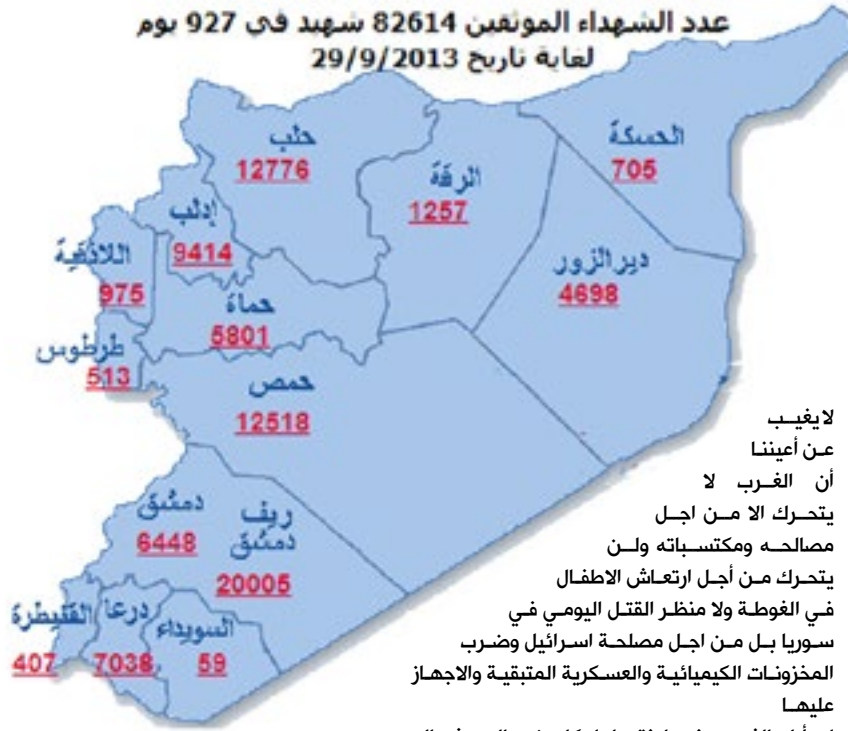 عدد الشهداء الموثقين 82614 شهيد في 927 يوم
لغاية تاريخ 29/9/2013
حلب
12776
الحسكة
705
الرقة
1257
إدلب
9414
اللاذقية
975
دير الزور
4698
حماة
5801
طرطوس
513
حمص
12518
دمشق
6448
ريف
دمشق
20005
القنيطرة
407
درعا
7038
السويداء
59
لايغيب
عن أعيننا
أن الغرب لا
يتحرك الا من اجل
مصالحه ومكتسباته ولن
يتحرك من أجل ارتعاش الاطفال
في الغوطة ولا منظر القتل اليومي في
سوريا بل من اجل مصلحة اسرائيل وضرب
المخزونات الكيميائية والعسكرية المتبقية والاجهاز
عليها